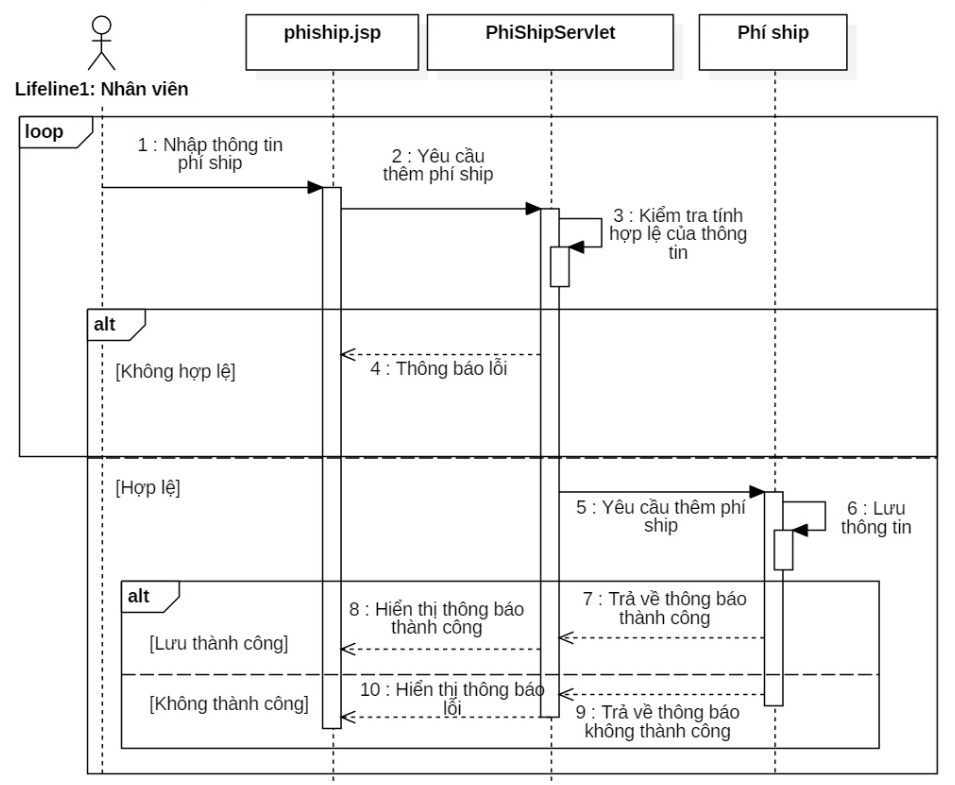 phiship.jsp
PhiShipServlet
Phí ship
Lifeline1: Nhân viên
loop
1 : Nhập thông tin
phí ship
2 : Yêu cầu
thêm phí ship
3 : Kiểm tra tính
hợp lệ của thông
tin
alt
[Không hợp lệ]
4 : Thông báo lỗi
[Hợp lệ]
5 : Yêu cầu thêm phí
ship
6 : Lưu
thông tin
alt
7 : Trả về thông báo
thành công
8 : Hiển thị thông báo
thành công
[Lưu thành công]
[Không thành công]
10 : Hiển thị thông báo
lỗi
9 : Trả về thông báo
không thành công